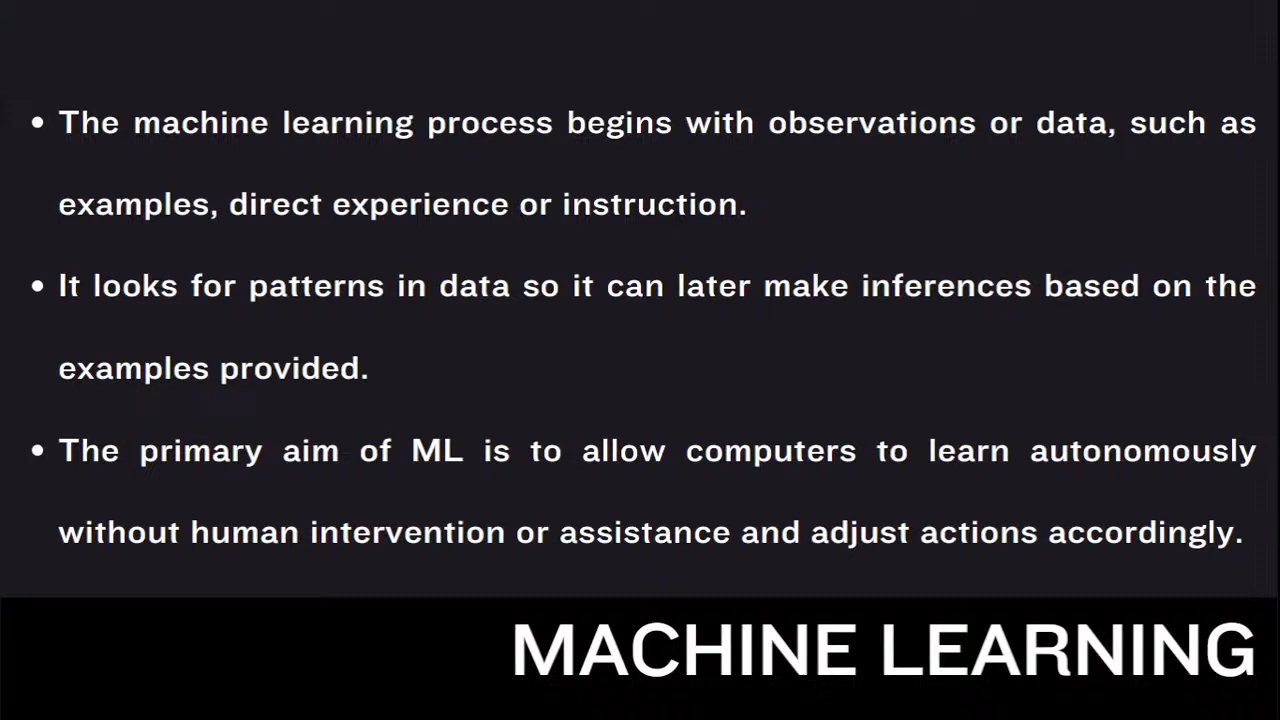 • The machine learning process begins with observations or data, such as
examples, direct experience or instruction.
• It looks for patterns in data so it can later make inferences based on the
examples provided.
• The primary aim of ML is to allow computers to learn autonomously
without human intervention or assistance and adjust actions accordingly.
MACHINE LEARNING